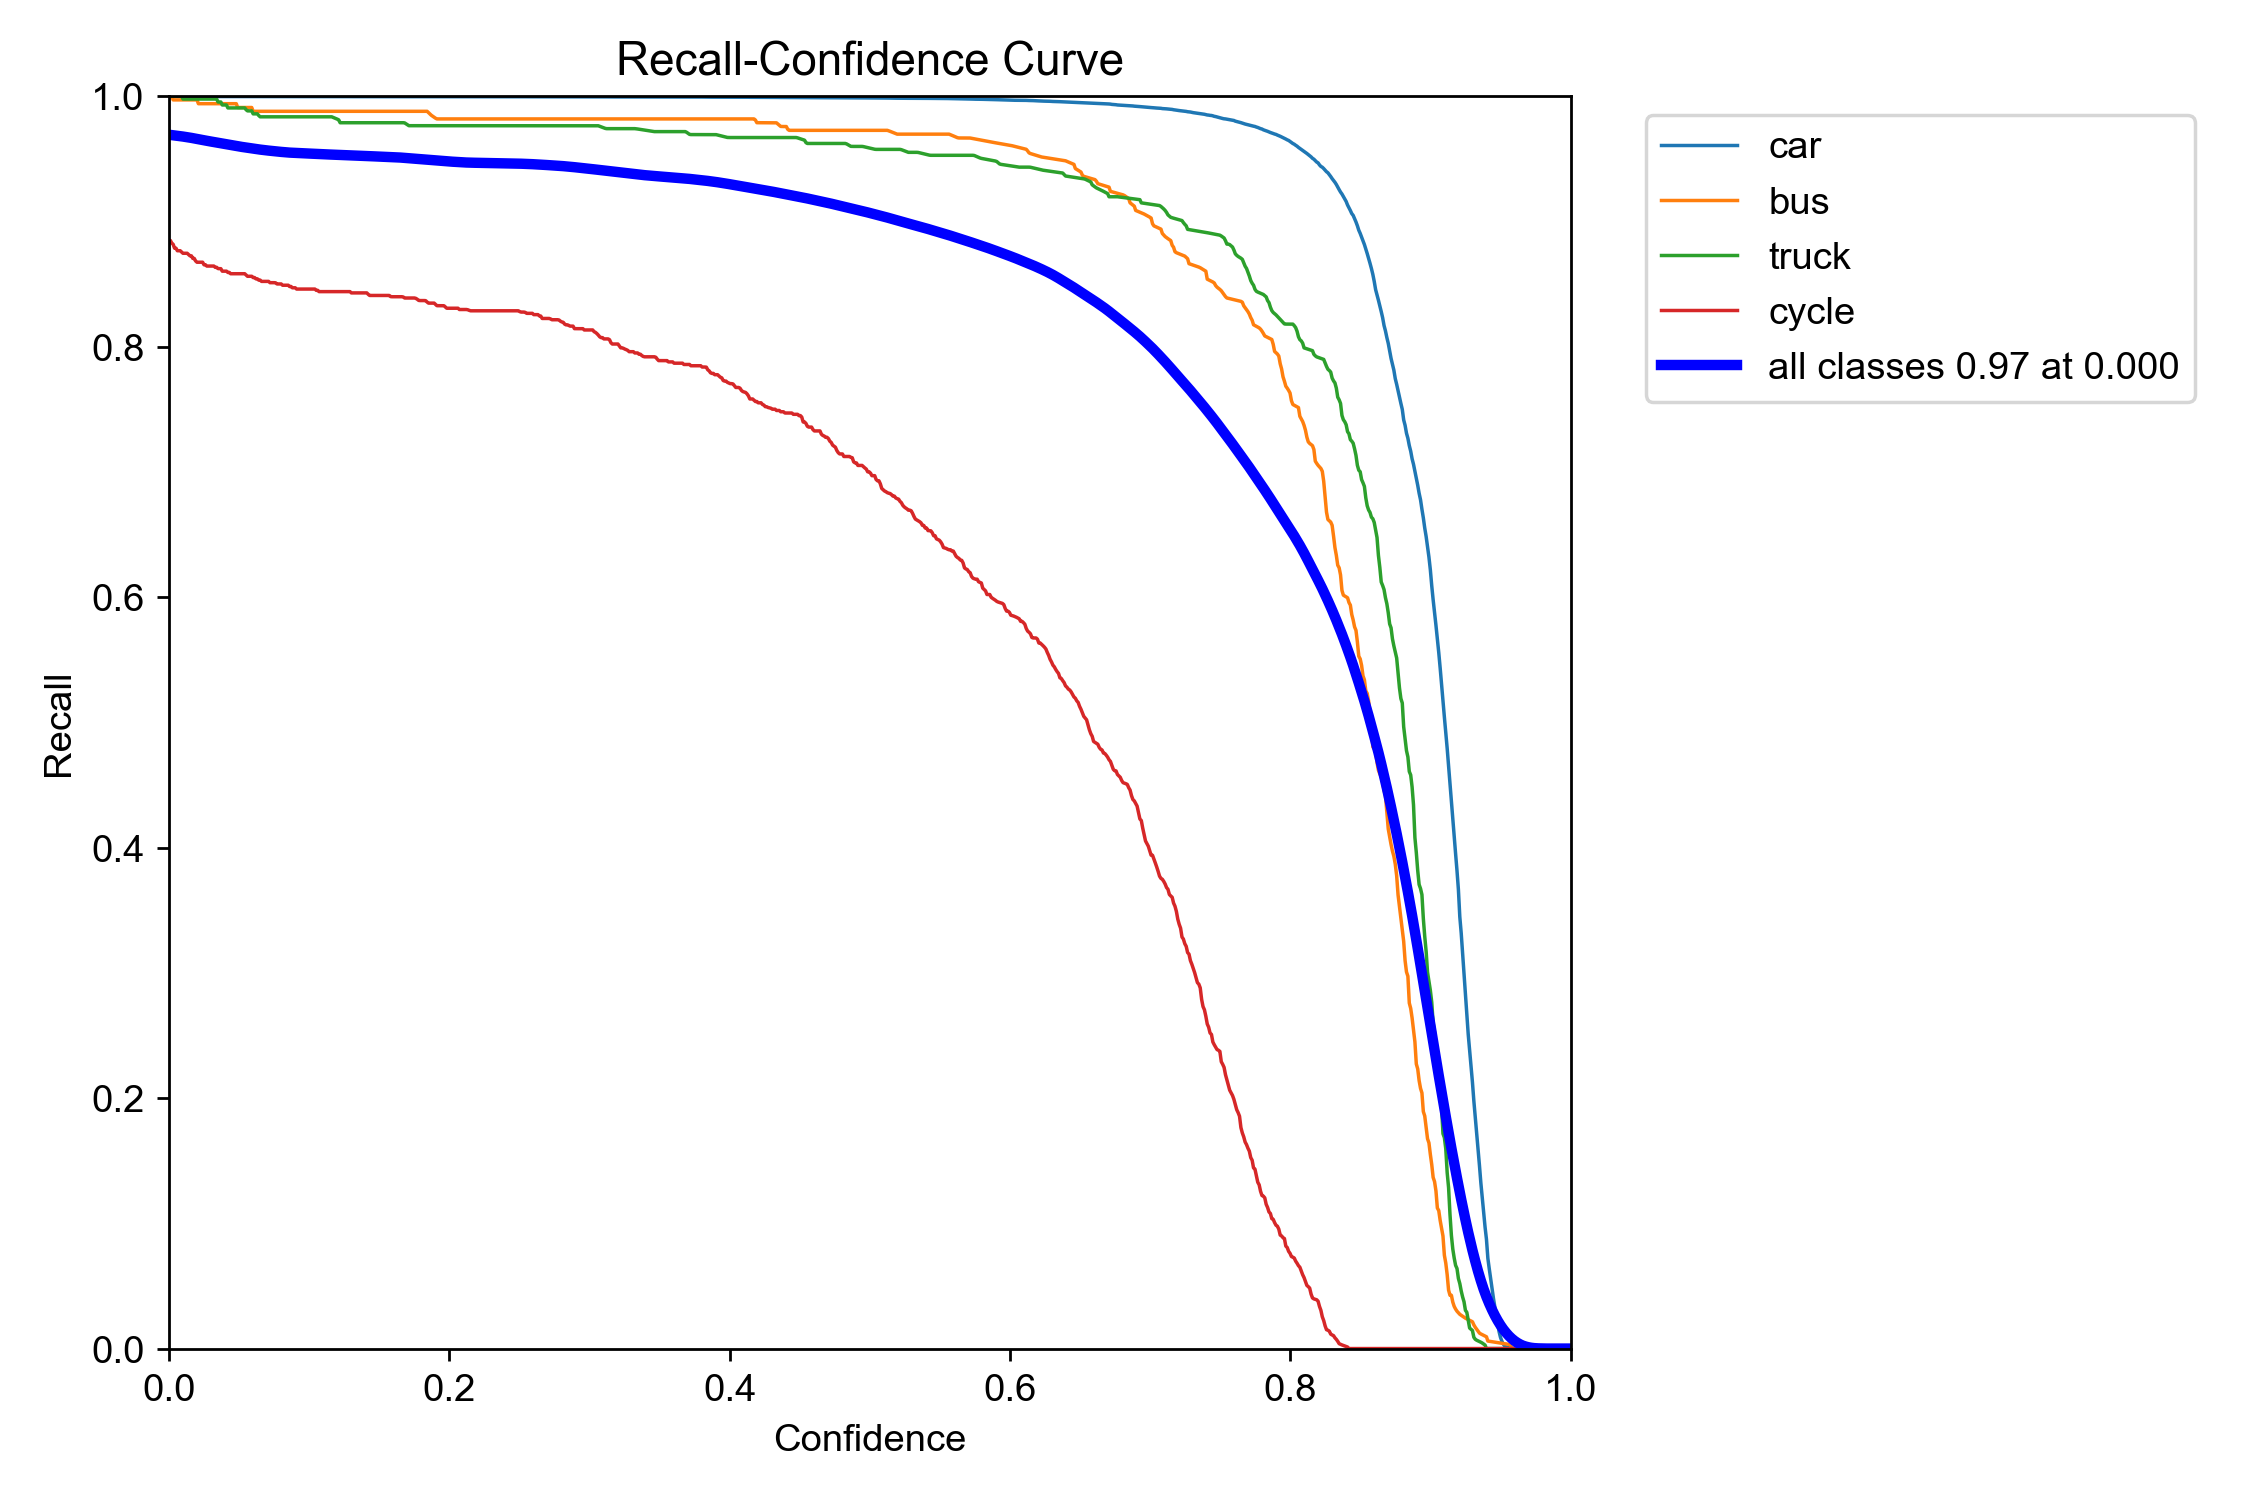 Recall-Confidence Curve
1.0
0.8
0.6
0.4
0.2
0.0
Recall
0.0 0.2 0.4 0.6 0.8 1.0
Confidence
car
bus
truck
cycle
all classes 0.97 at 0.000